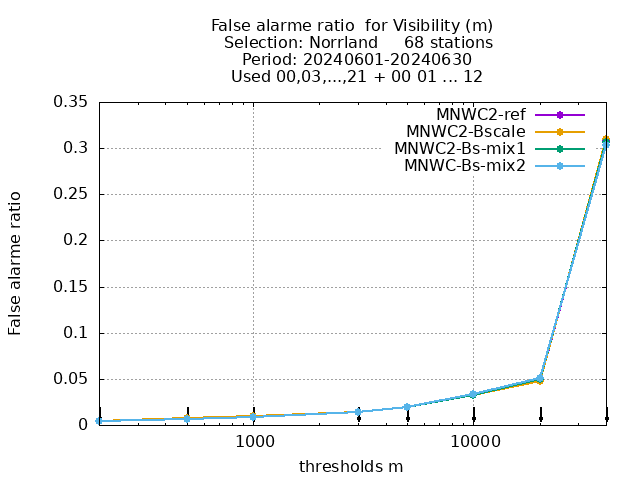 False alarme ratio  for Visibility (m)
Selection: Norrland     68 stations
Period: 20240601-20240630
Used 00,03,...,21 + 00 01 ... 12
0.35
0.3
0.25
0.2
0.15
0.1
0.05
0
False alarme ratio
MNWC2-ref
MNWC2-Bscale
MNWC2-Bs-mix1
MNWC-Bs-mix2
1000
10000
thresholds m